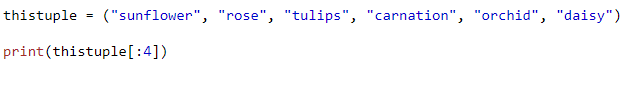 thistuple = ("sunflower", "rose", "tulips", "carnation", "orchid", "daisy")
print(thistuple[:4])